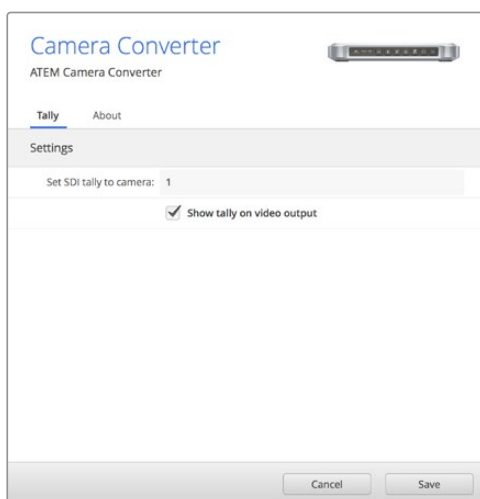 Camera Converter
ATEM Camera Converter
Tally About
Settings
Set SDI tally to camera: 1
Show tally on video output
Cancel Save